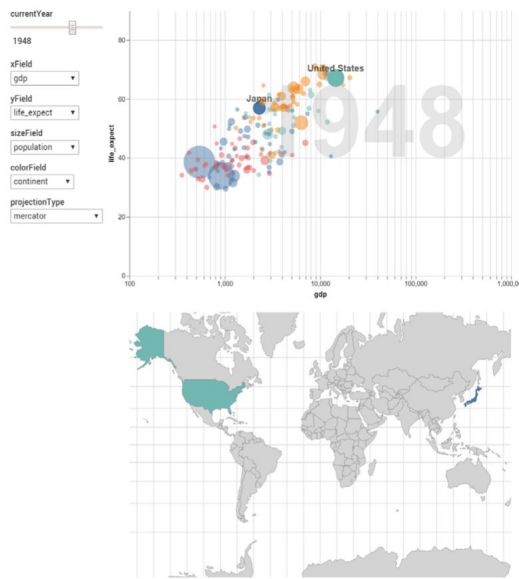 currentYear
1948
xField
gdp
yField
life_expect
sizeField
population
colorField
continent
projectionType
mercator
80
60
40
20
0
life_expect
1948
United States
Japan
100
1,000
10,000
100,000
1,000,0
gdp